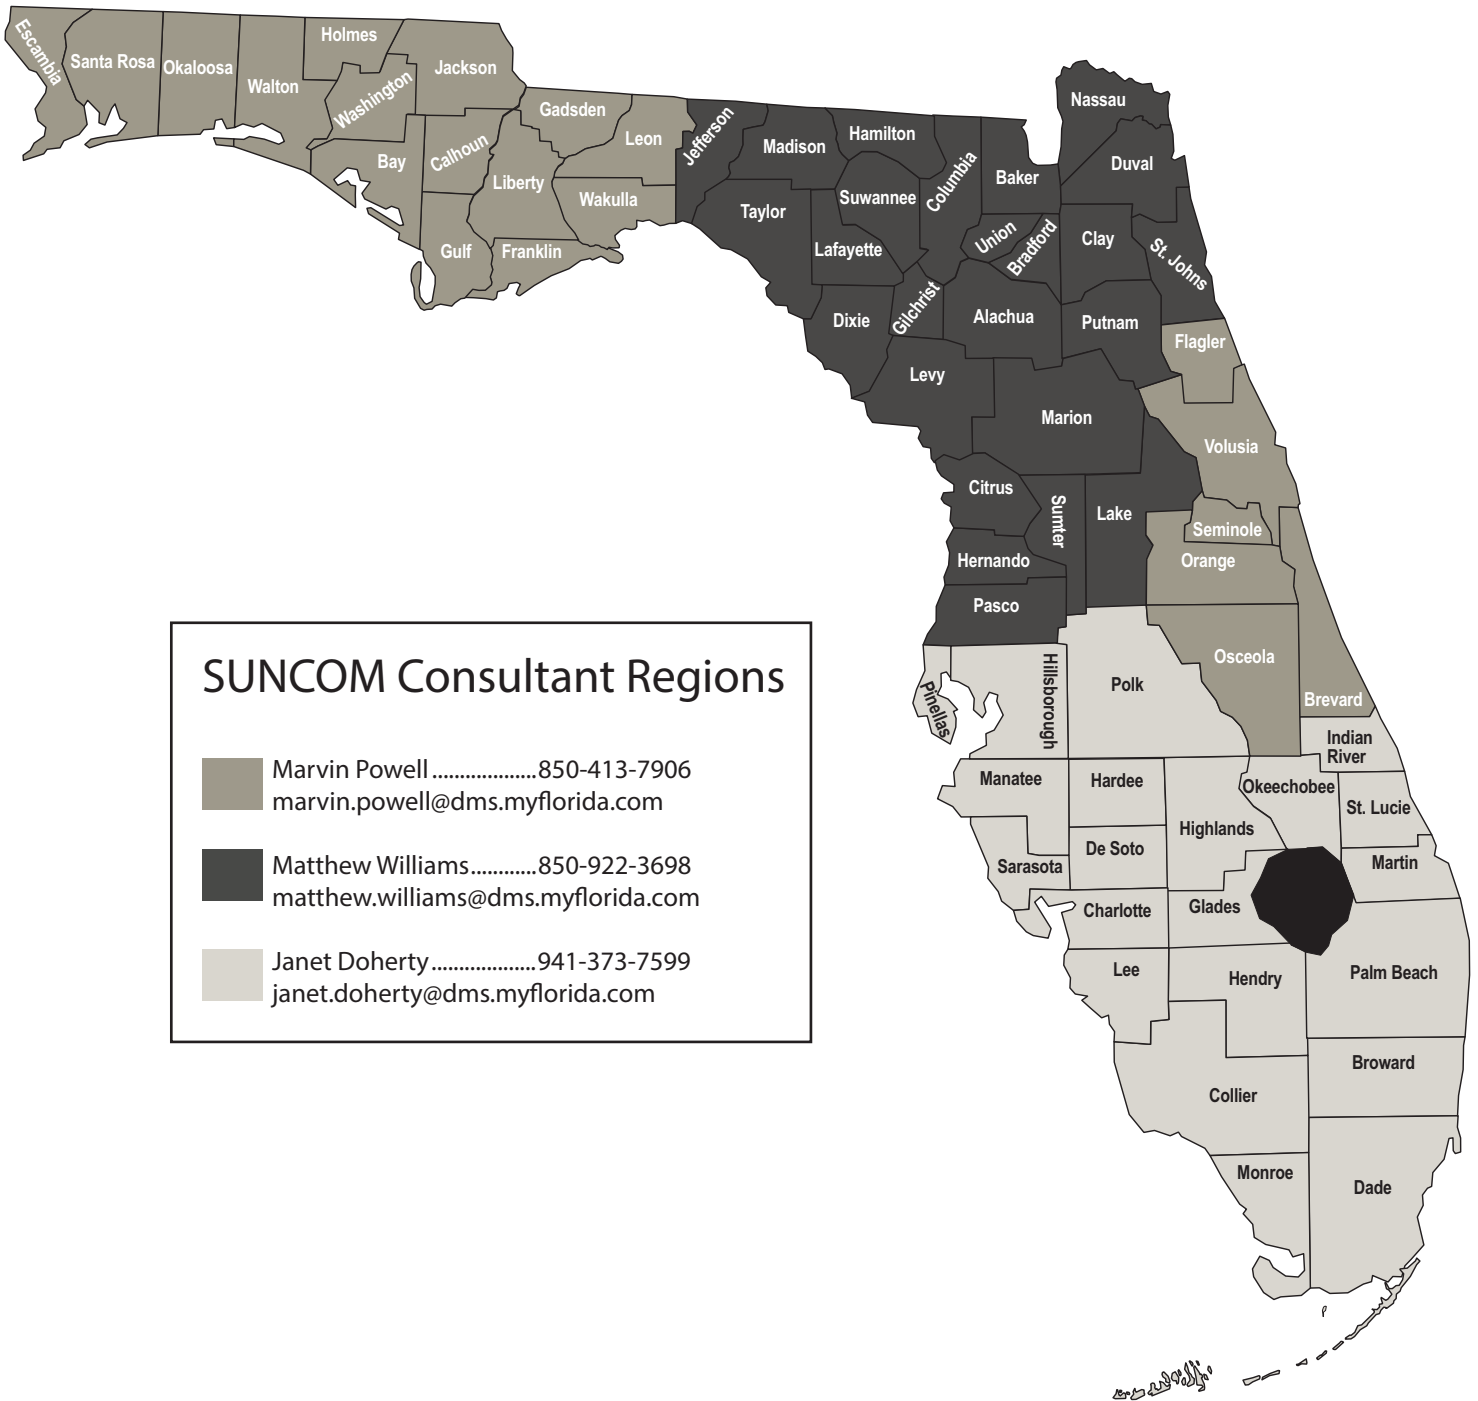 Escambia
Santa Rosa
Okaloosa
Walton
Holmes
Washington
Jackson
Bay
Calhoun
Gulf
Liberty
Gadsden
Franklin
Leon
Wakulla
Jefferson
Madison
Taylor
Hamilton
Suwannee
Lafayette
Dixie
Columbia
Gilchrist
Baker
Union
Bradford
Alachua
Levy
Nassau
Duval
Clay
St. Johns
Putnam
Marion
Flagler
Volusia
Citrus
Sumter
Lake
Hernando
Pasco
Seminole
Orange
Osceola
Brevard
Pinellas
Hillsborough
Polk
Indian
River
Manatee
Hardee
Okeechobee
St. Lucie
Highlands
De Soto
Sarasota
Martin
Charlotte
Glades
Lee
Hendry
Palm Beach
Broward
Collier
Monroe
Dade
SUNCOM Consultant Regions
Marvin Powell ...................850-413-7906
marvin.powell@dms.myflorida.com
Matthew Williams............850-922-3698
matthew.williams@dms.myflorida.com
Janet Doherty...................941-373-7599
janet.doherty@dms.myflorida.com